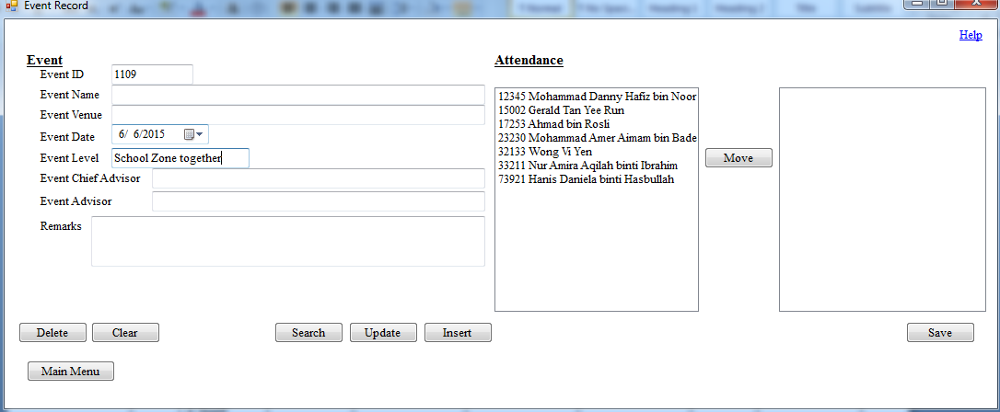 Event Record
Help
Event
Event ID 1109
Event Name
Event Venue
Event Date 6/ 6/2015
Event Level School Zone together
Event Chief Advisor
Event Advisor
Remarks
Attendance
12345 Mohammad Danny Hafiz bin Noor
15002 Gerald Tan Yee Run
17253 Ahmad bin Rosli
23230 Mohammad Amer Aimam bin Bade
32133 Wong Vi Yen
33211 Nur Amira Aqilah binti Ibrahim
73921 Hanis Daniela binti Hasbullah
Move
Delete Clear Search Update Insert Save
Main Menu